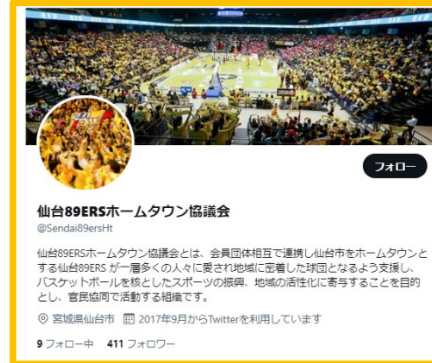 フォロー
仙台89ERSホームタウン協議会
@Sendai89ersHt
仙台89ERSホームタウン協議会とは、会員団体相互で連携し仙台市をホームタウンと
する仙台89ERS が一層多くの人々に愛され地域に密着した球団となるよう支援し、
バスケットボールを核としたスポーツの振興、地域の活性化に寄与することを目的
とし、官民協同で活動する組織です。
宮城県仙台市 2017年9月からTwitterを利用しています
9 フォロー中 411 フォロワー